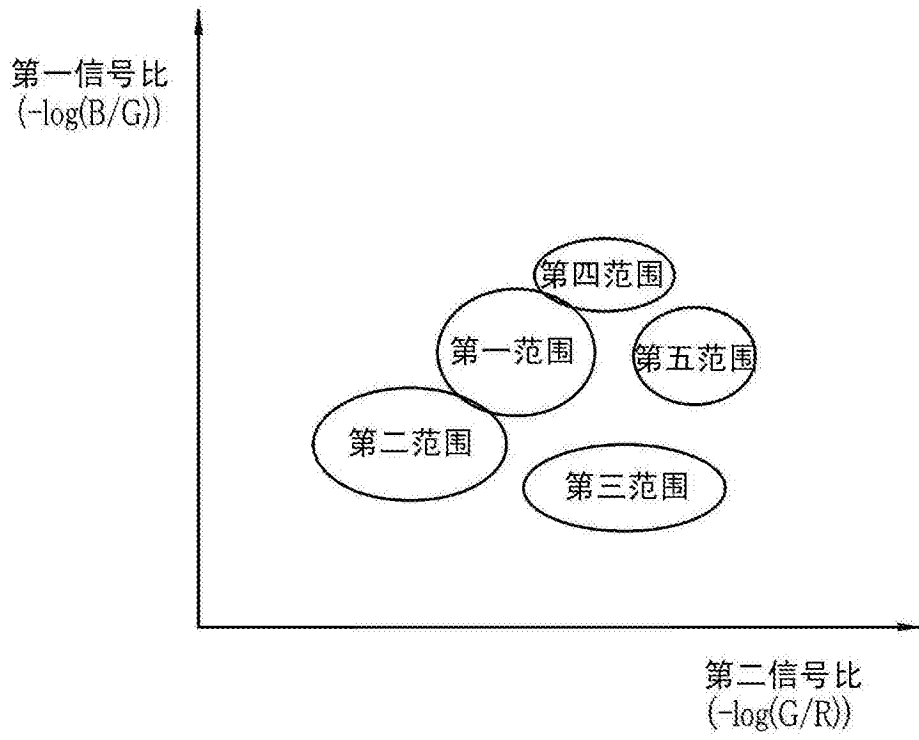 第一信号比
(-log(B/G))
第四范围
第一范围
第五范围
第二范围
第三范围
第二信号比
(-log(G/R))